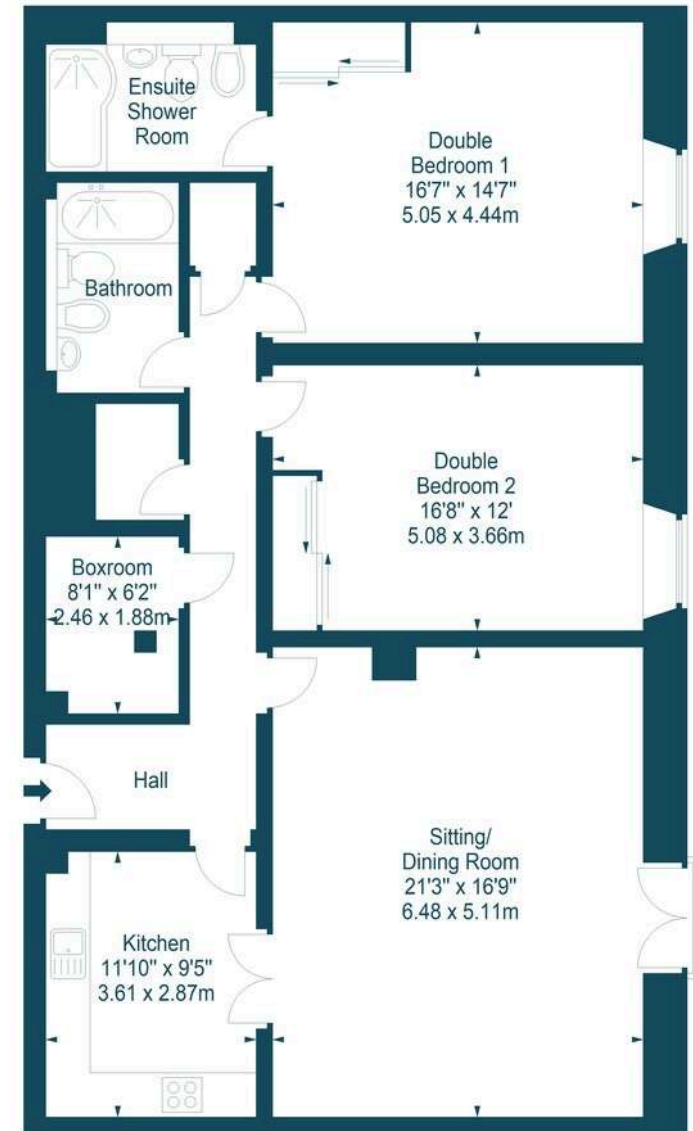 Ensuite
Shower
Room
Double
Bedroom 1
16'7" x 14'7"
5.05 x 4.44m
Bathroom
Double
Bedroom 2
16'8" x 12'
5.08 x 3.66m
Boxroom
8'1" x 6'2"
2.46 x 1.88m
Hall
Sitting/
Dining Room
21'3" x 16'9"
6.48 x 5.11m
Kitchen
11'10" x 9'5"
3.61 x 2.87m